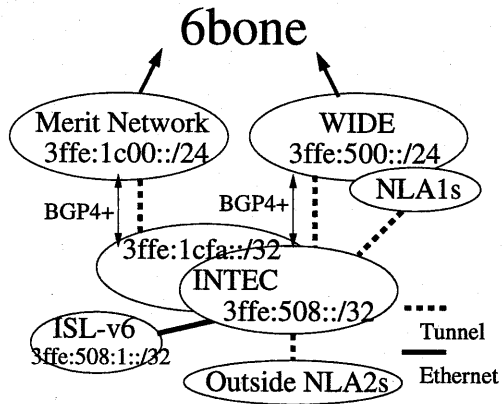 6bone
Merit Network
3ffe:1c00::/24
WIDE
3ffe:500::/24
NLA1s
BGP4+
BGP4+
3ffe:1cfa::/32
INTEC
3ffe:508::/32
ISL-v6
3ffe:508:1::/32
Tunnel
Ethernet
Outside NLA2s